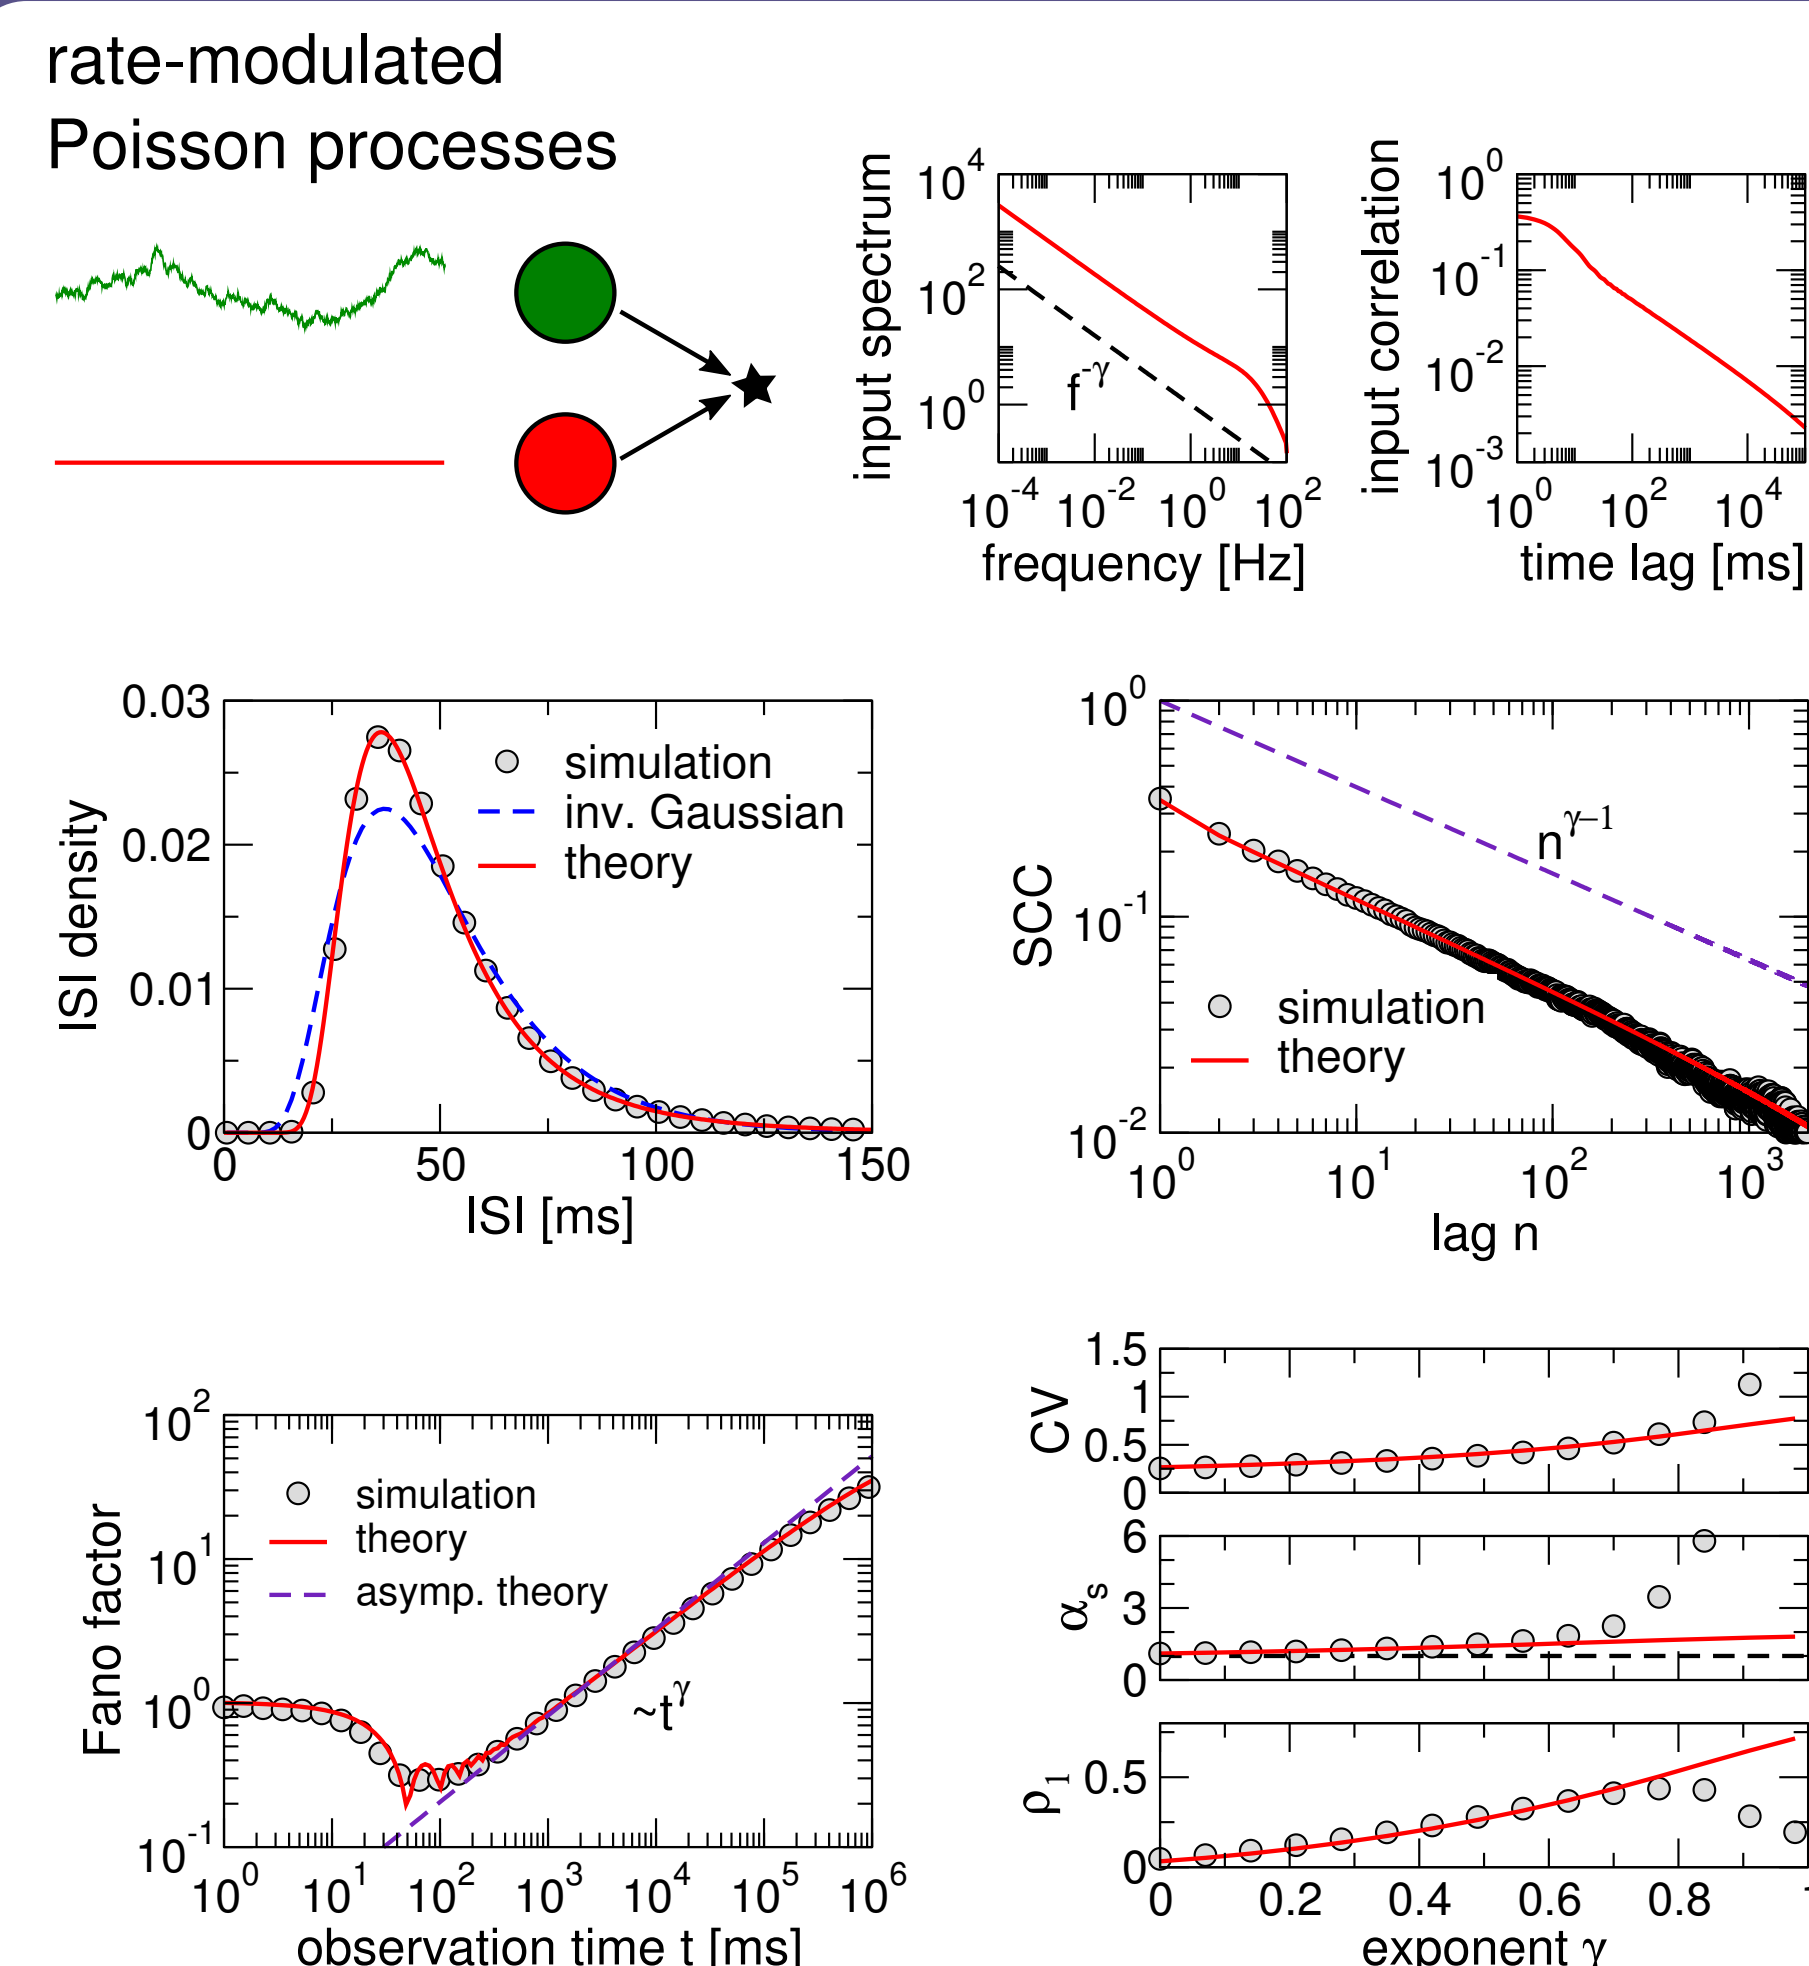 rate-modulated
Poisson processes
input spectrum
10^4
10^2
10^0
f^-γ
10^-4 10^-2 10^0 10^2
frequency [Hz]
input correlation
10^0
10^-1
10^-2
10^-3
10^0 10^2 10^4
time lag [ms]
ISI density
0.03
0.02
0.01
0
simulation
inv. Gaussian
theory
0 50 100 150
ISI [ms]
SCC
10^0
10^-1
10^-2
n^γ−1
simulation
theory
10^0 10^1 10^2 10^3
lag n
Fano factor
10^2
10^1
10^0
10^-1
simulation
theory
asymp. theory
~t^γ
10^0 10^1 10^2 10^3 10^4 10^5 10^6
observation time t [ms]
CV
1.5
1
0.5
0
α_s
6
3
0
ρ_1
0.5
0
0 0.2 0.4 0.6 0.8
exponent γ